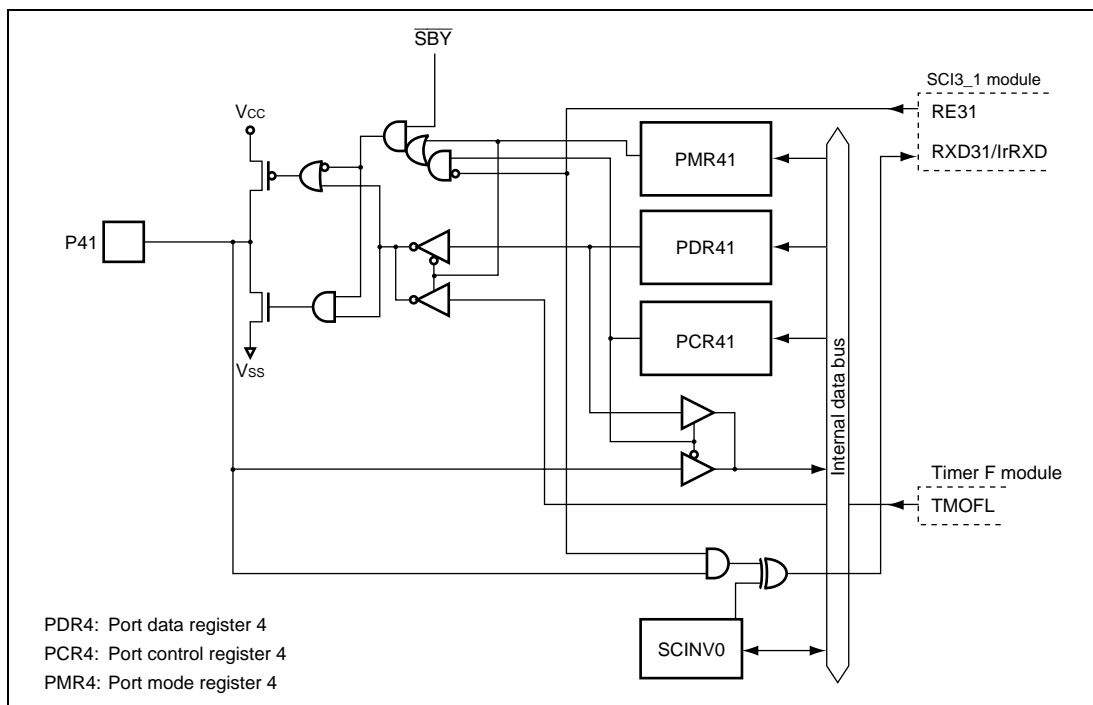 SBY
SCI3_1 module
RE31
RXD31/IrRXD
VCC
PMR41
P41
PDR41
PCR41
VSS
Internal data bus
Timer F module
TMOFL
SCINV0
PDR4: Port data register 4
PCR4: Port control register 4
PMR4: Port mode register 4